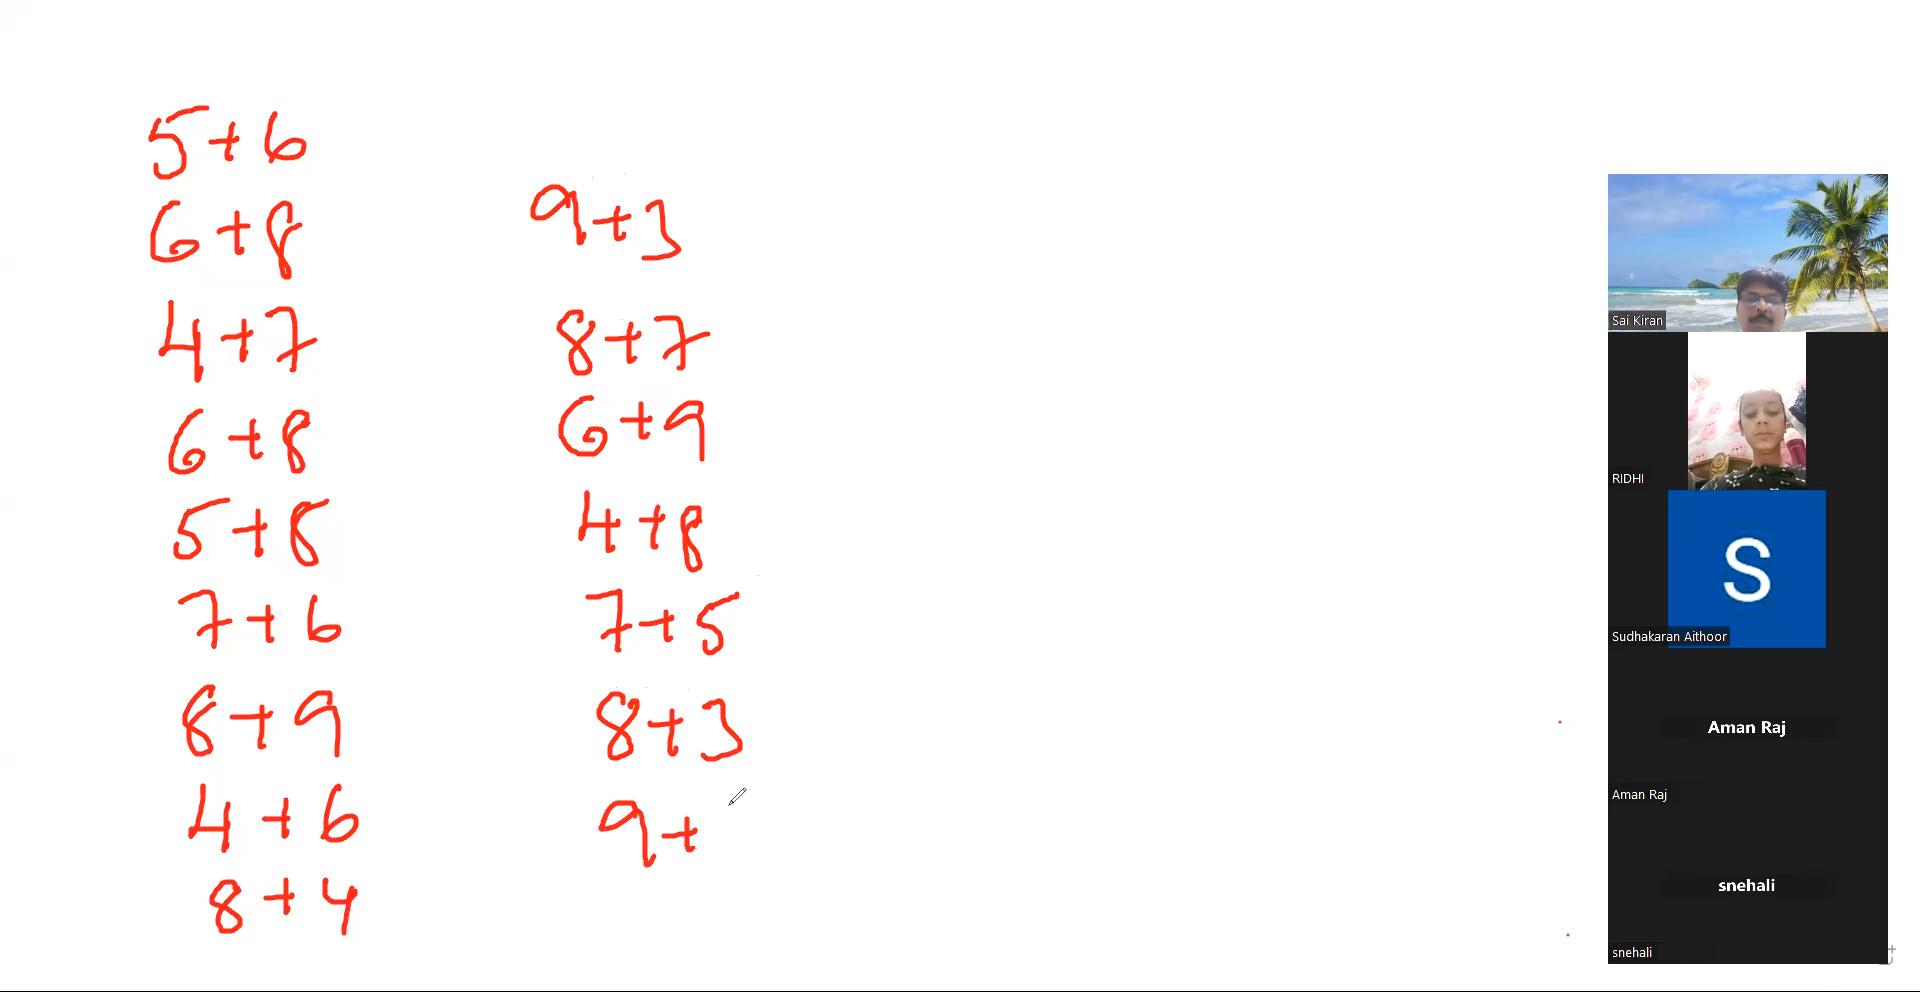 5+6
6+8
4+7
6+8
5+8
7+6
8+9
4+6
8+4
9+3
8+7
6+9
4+8
7+5
8+3
9+
Sai Kiran
RIDHI
S
Sudhakaran Aithoor
Aman Raj
Aman Raj
snehali
snehali